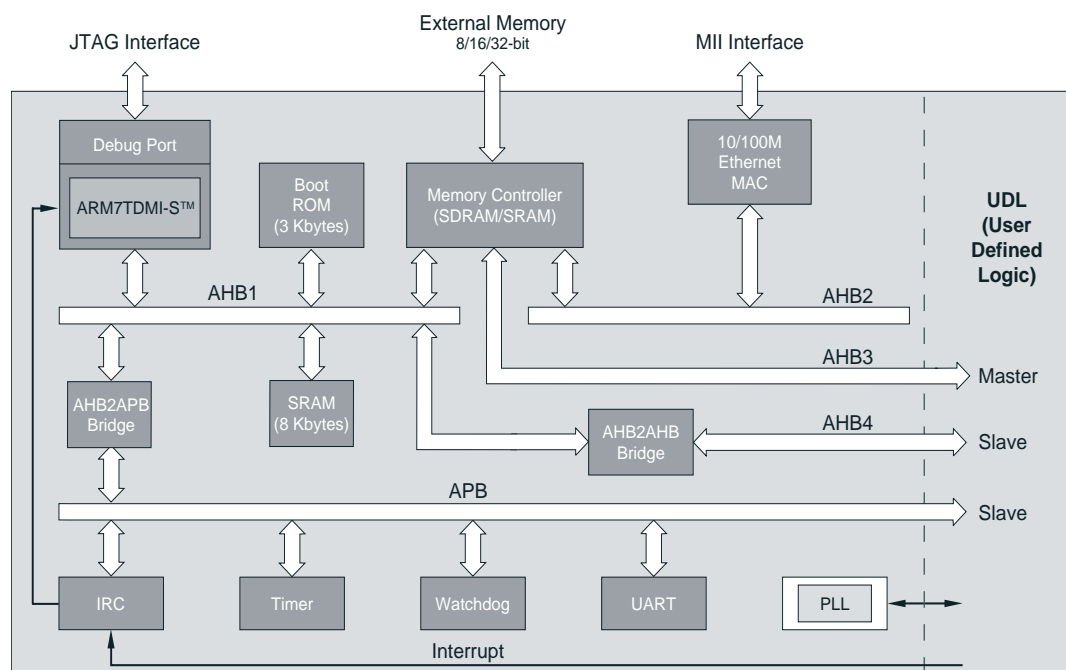 JTAG Interface
External Memory
8/16/32-bit
MII Interface
Debug Port
ARM7TDMI-S™
Boot
ROM
(3 Kbytes)
Memory Controller
(SDRAM/SRAM)
10/100M
Ethernet
MAC
UDL
(User
Defined
Logic)
AHB1
AHB2
AHB3
Master
AHB2APB
Bridge
SRAM
(8 Kbytes)
AHB2AHB
Bridge
AHB4
Slave
APB
Slave
IRC
Timer
Watchdog
UART
PLL
Interrupt